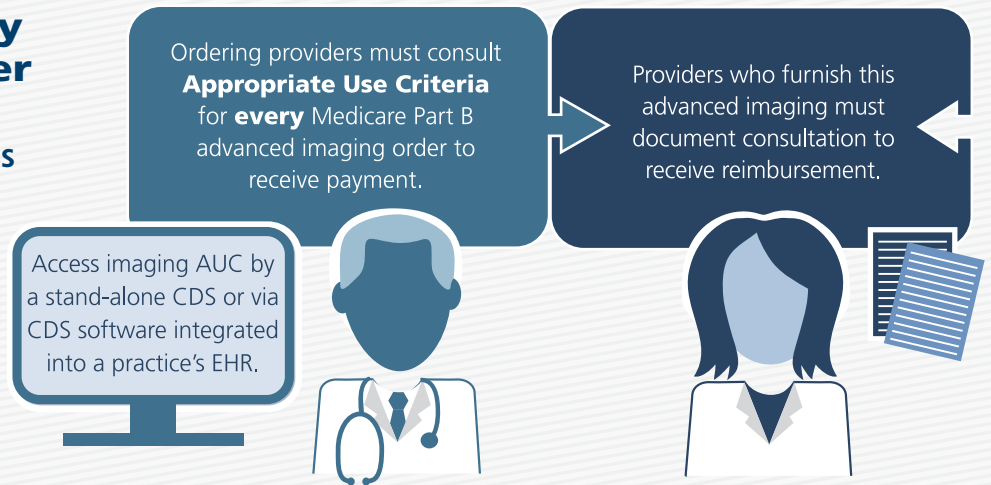 Ordering providers must consult
Appropriate Use Criteria
for every Medicare Part B
advanced imaging order to
receive payment.
Providers who furnish this
advanced imaging must
document consultation to
receive reimbursement.
Access imaging AUC by
a stand-alone CDS or via
CDS software integrated
into a practice's EHR.